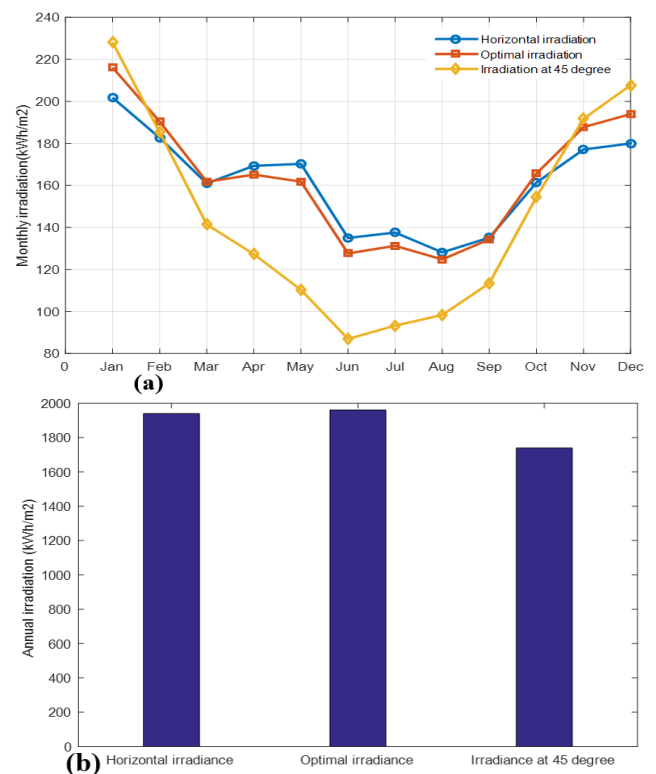 240
220
200
180
160
140
120
100
80
Monthly irradiation(kWh/m2)
Horizontal irradiation
Optimal irradiation
Irradiation at 45 degree
0 Jan Feb Mar Apr May Jun Jul Aug Sep Oct Nov Dec
(a)
2000
1800
1600
1400
1200
1000
800
600
400
200
0
Annual irradiation (kWh/m2)
Horizontal irradiance Optimal irradiance Irradiance at 45 degree
(b)